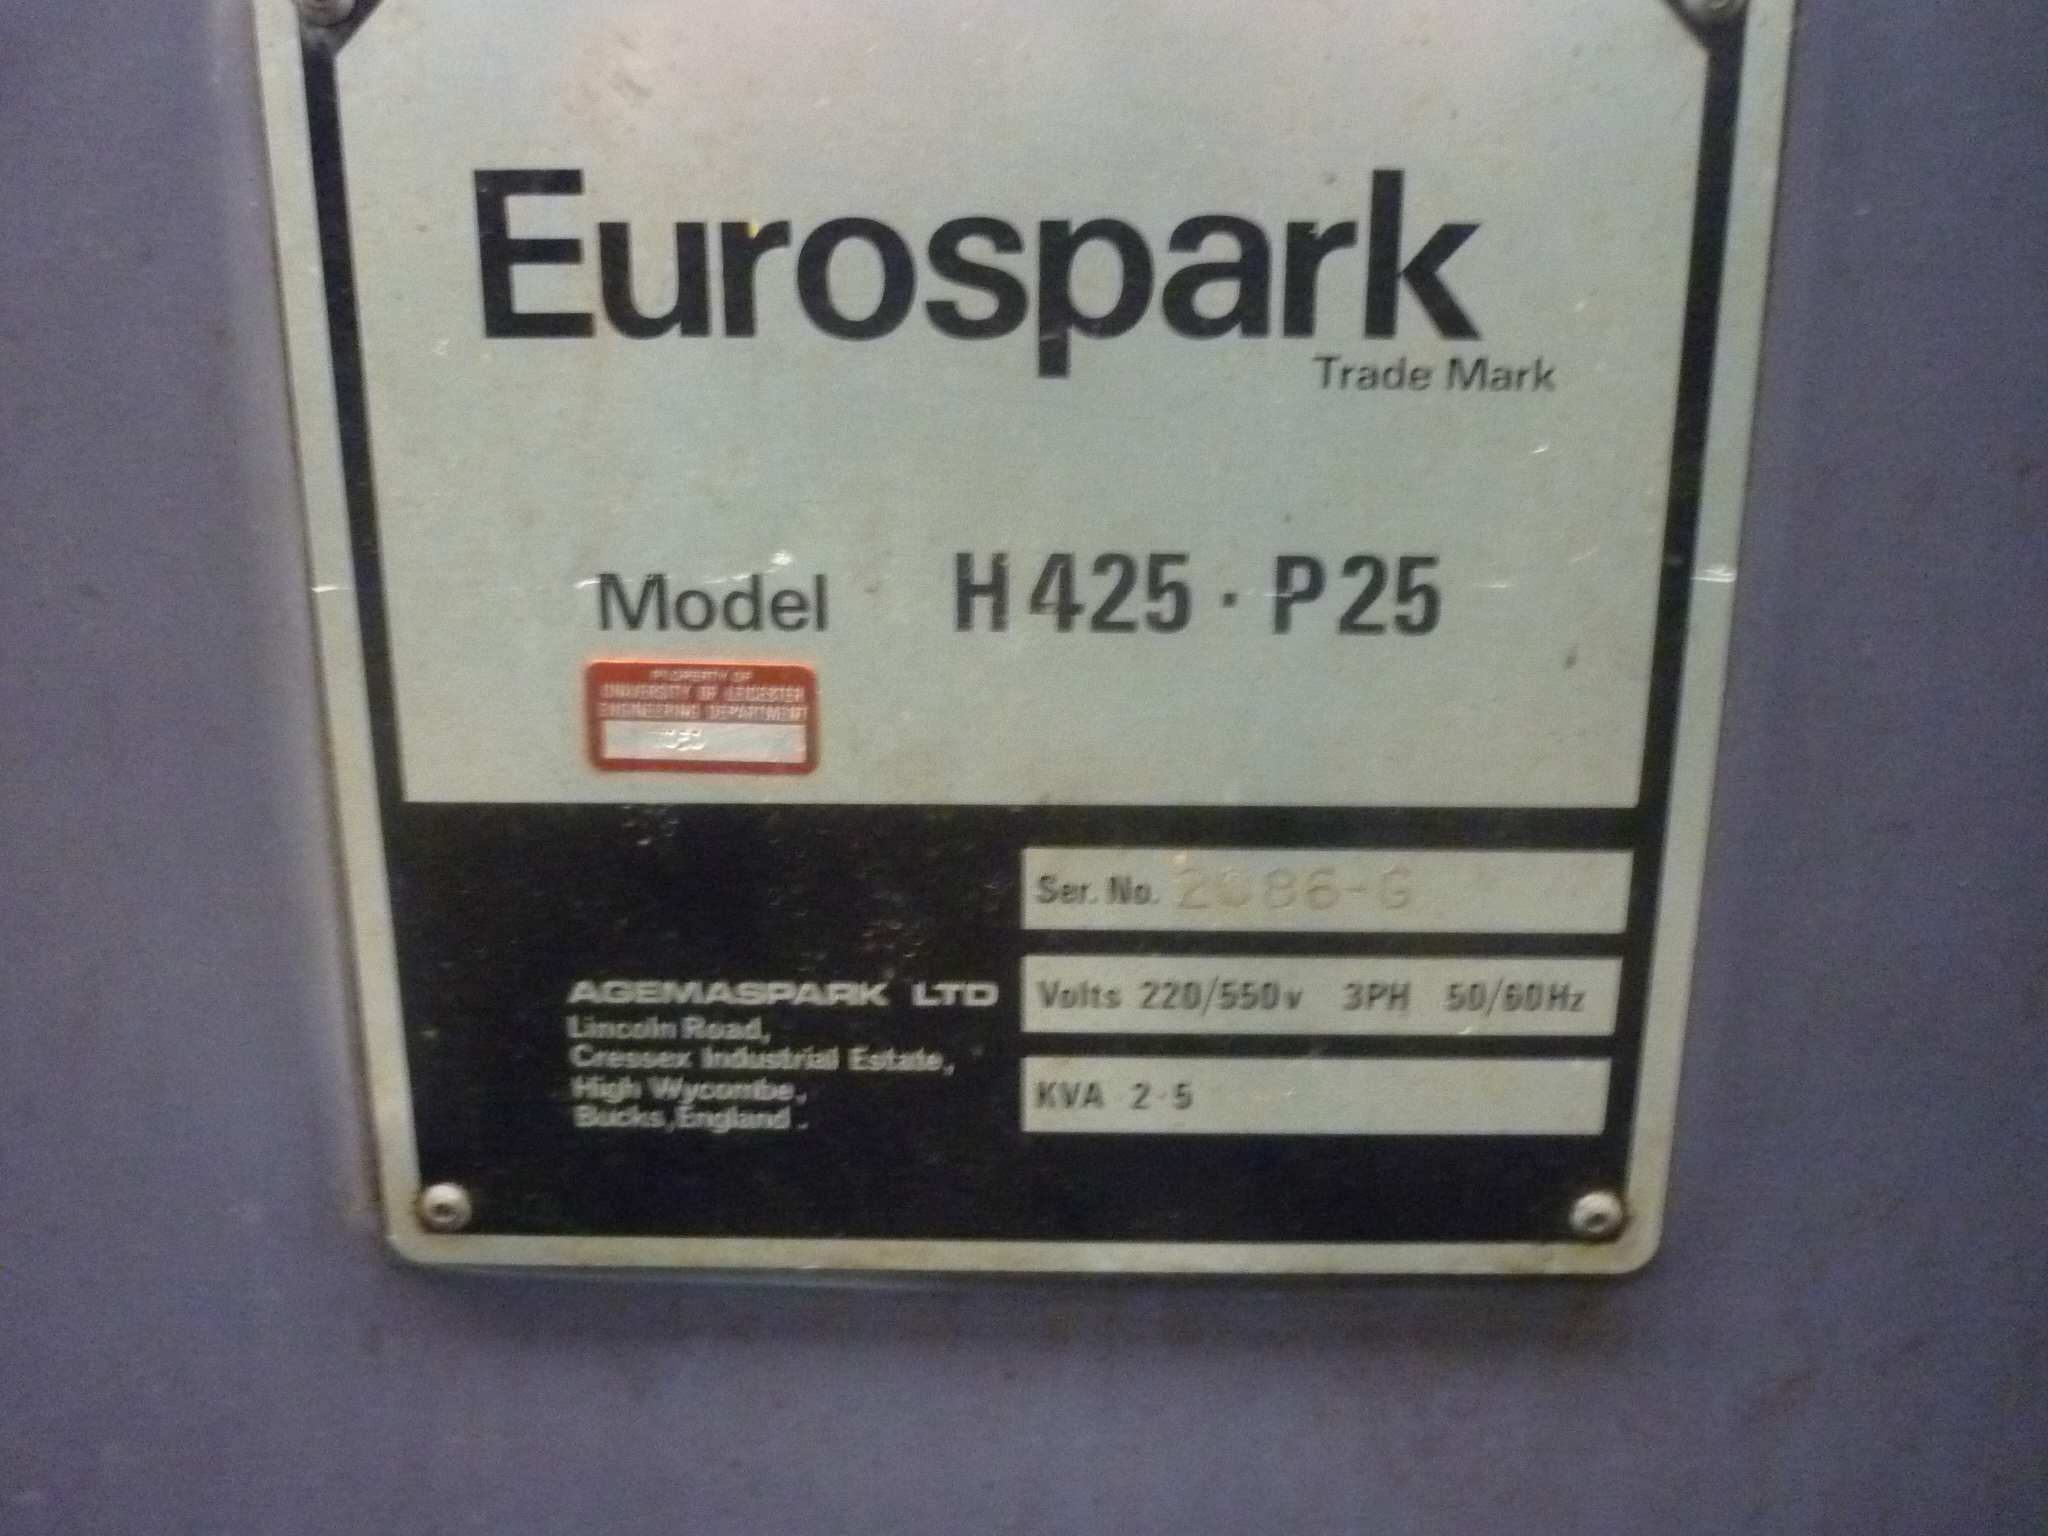 Eurospark
Trade Mark
Model H425·P25
PROPERTY OF
UNIVERSITY OF LEICESTER
ENGINEERING DEPARTMENT
Ser. No. 2086-G
Volts 220/550v 3PH 50/60Hz
KVA 2·5
AGEMASPARK LTD
Lincoln Road,
Cressex Industrial Estate,
High Wycombe,
Bucks, England.